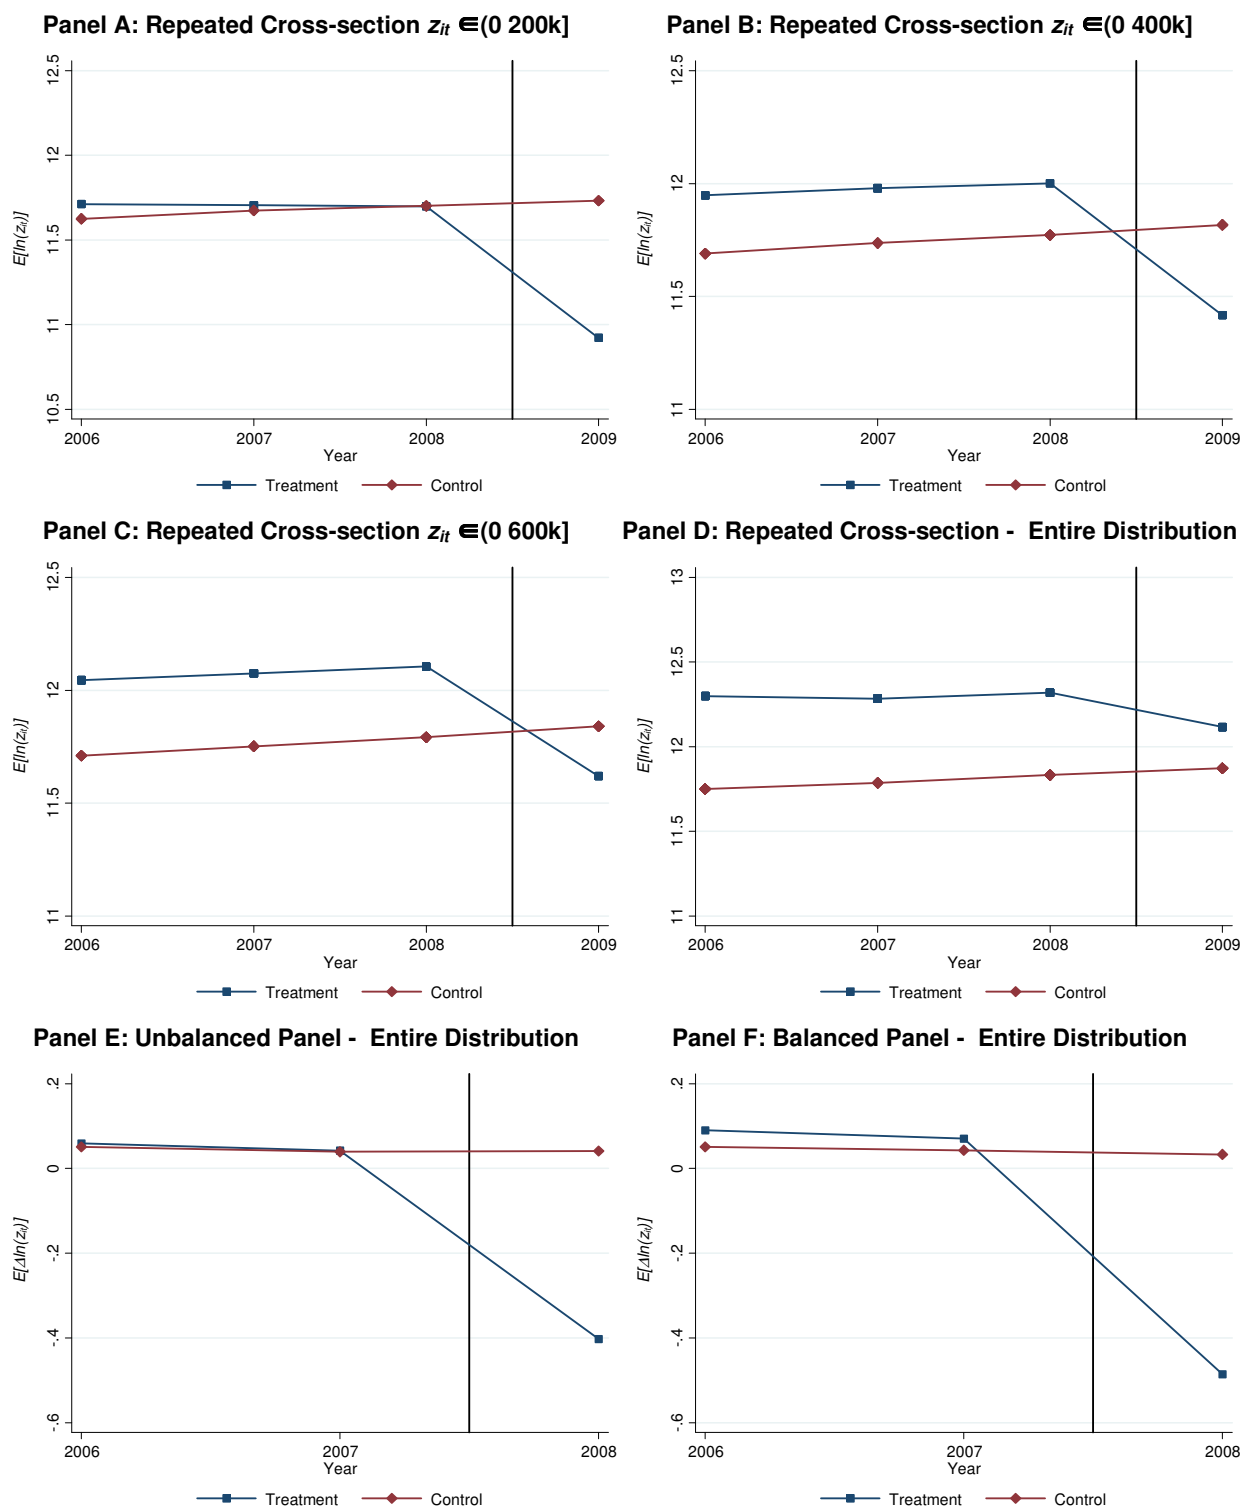 Panel A: Repeated Cross-section zit ∈(0 200k]
12.5
12
11.5
11
10.5
E[ln(zit)]
2006 2007 2008 2009
Year
Treatment Control
Panel B: Repeated Cross-section zit ∈(0 400k]
12.5
12
11.5
11
E[ln(zit)]
2006 2007 2008 2009
Year
Treatment Control
Panel C: Repeated Cross-section zit ∈(0 600k]
12.5
12
11.5
11
E[ln(zit)]
2006 2007 2008 2009
Year
Treatment Control
Panel D: Repeated Cross-section - Entire Distribution
13
12.5
12
11.5
11
E[ln(zit)]
2006 2007 2008 2009
Year
Treatment Control
Panel E: Unbalanced Panel - Entire Distribution
.2
0
-.2
-.4
-.6
E[Δln(zit)]
2006 2007 2008
Year
Treatment Control
Panel F: Balanced Panel - Entire Distribution
.2
0
-.2
-.4
-.6
E[Δln(zit)]
2006 2007 2008
Year
Treatment Control